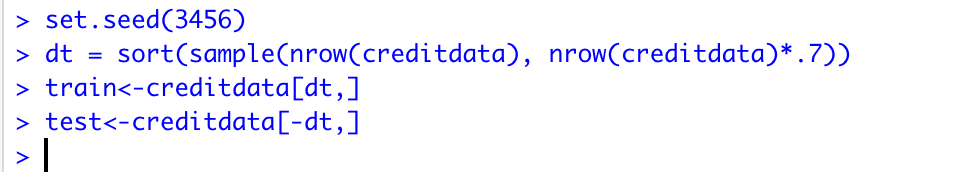 > set.seed(3456)
> dt = sort(sample(nrow(creditdata), nrow(creditdata)*.7))
> train<-creditdata[dt,]
> test<-creditdata[-dt,]
>